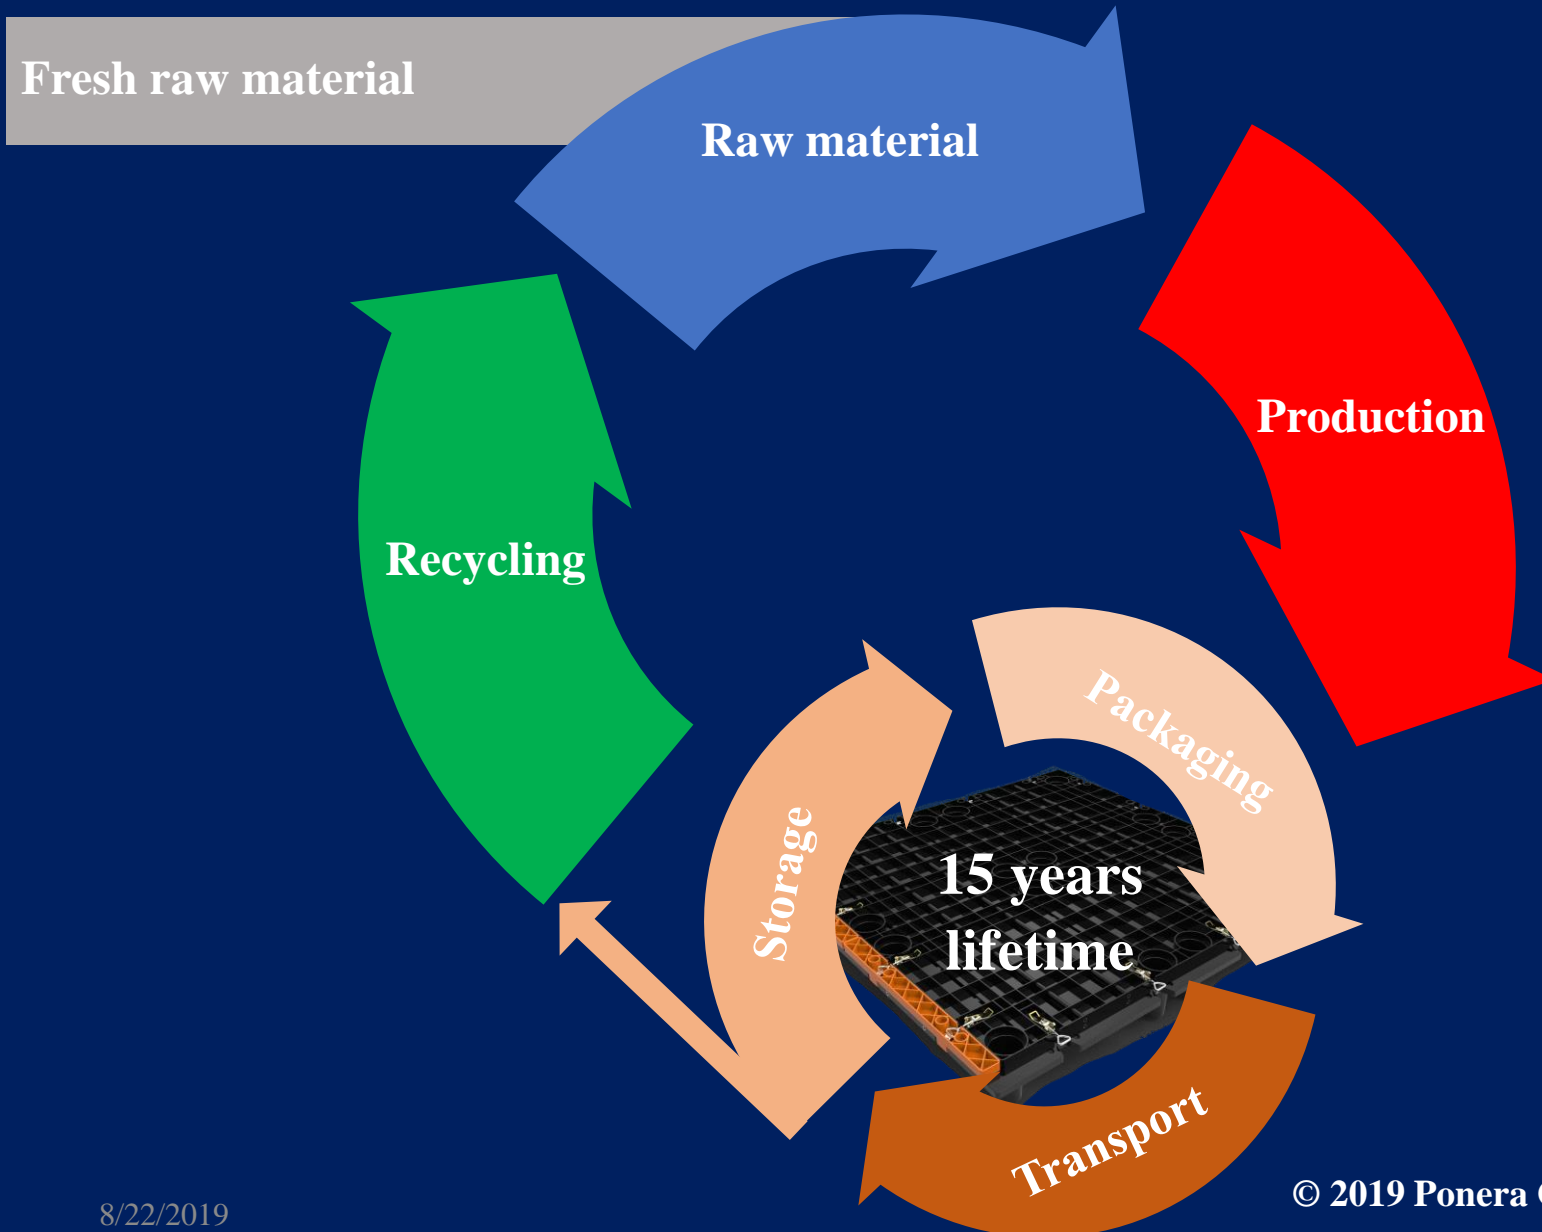 Fresh raw material
Raw material
Production
Recycling
Packaging
Storage
15 years
lifetime
Transport
8/22/2019
© 2019 Ponera